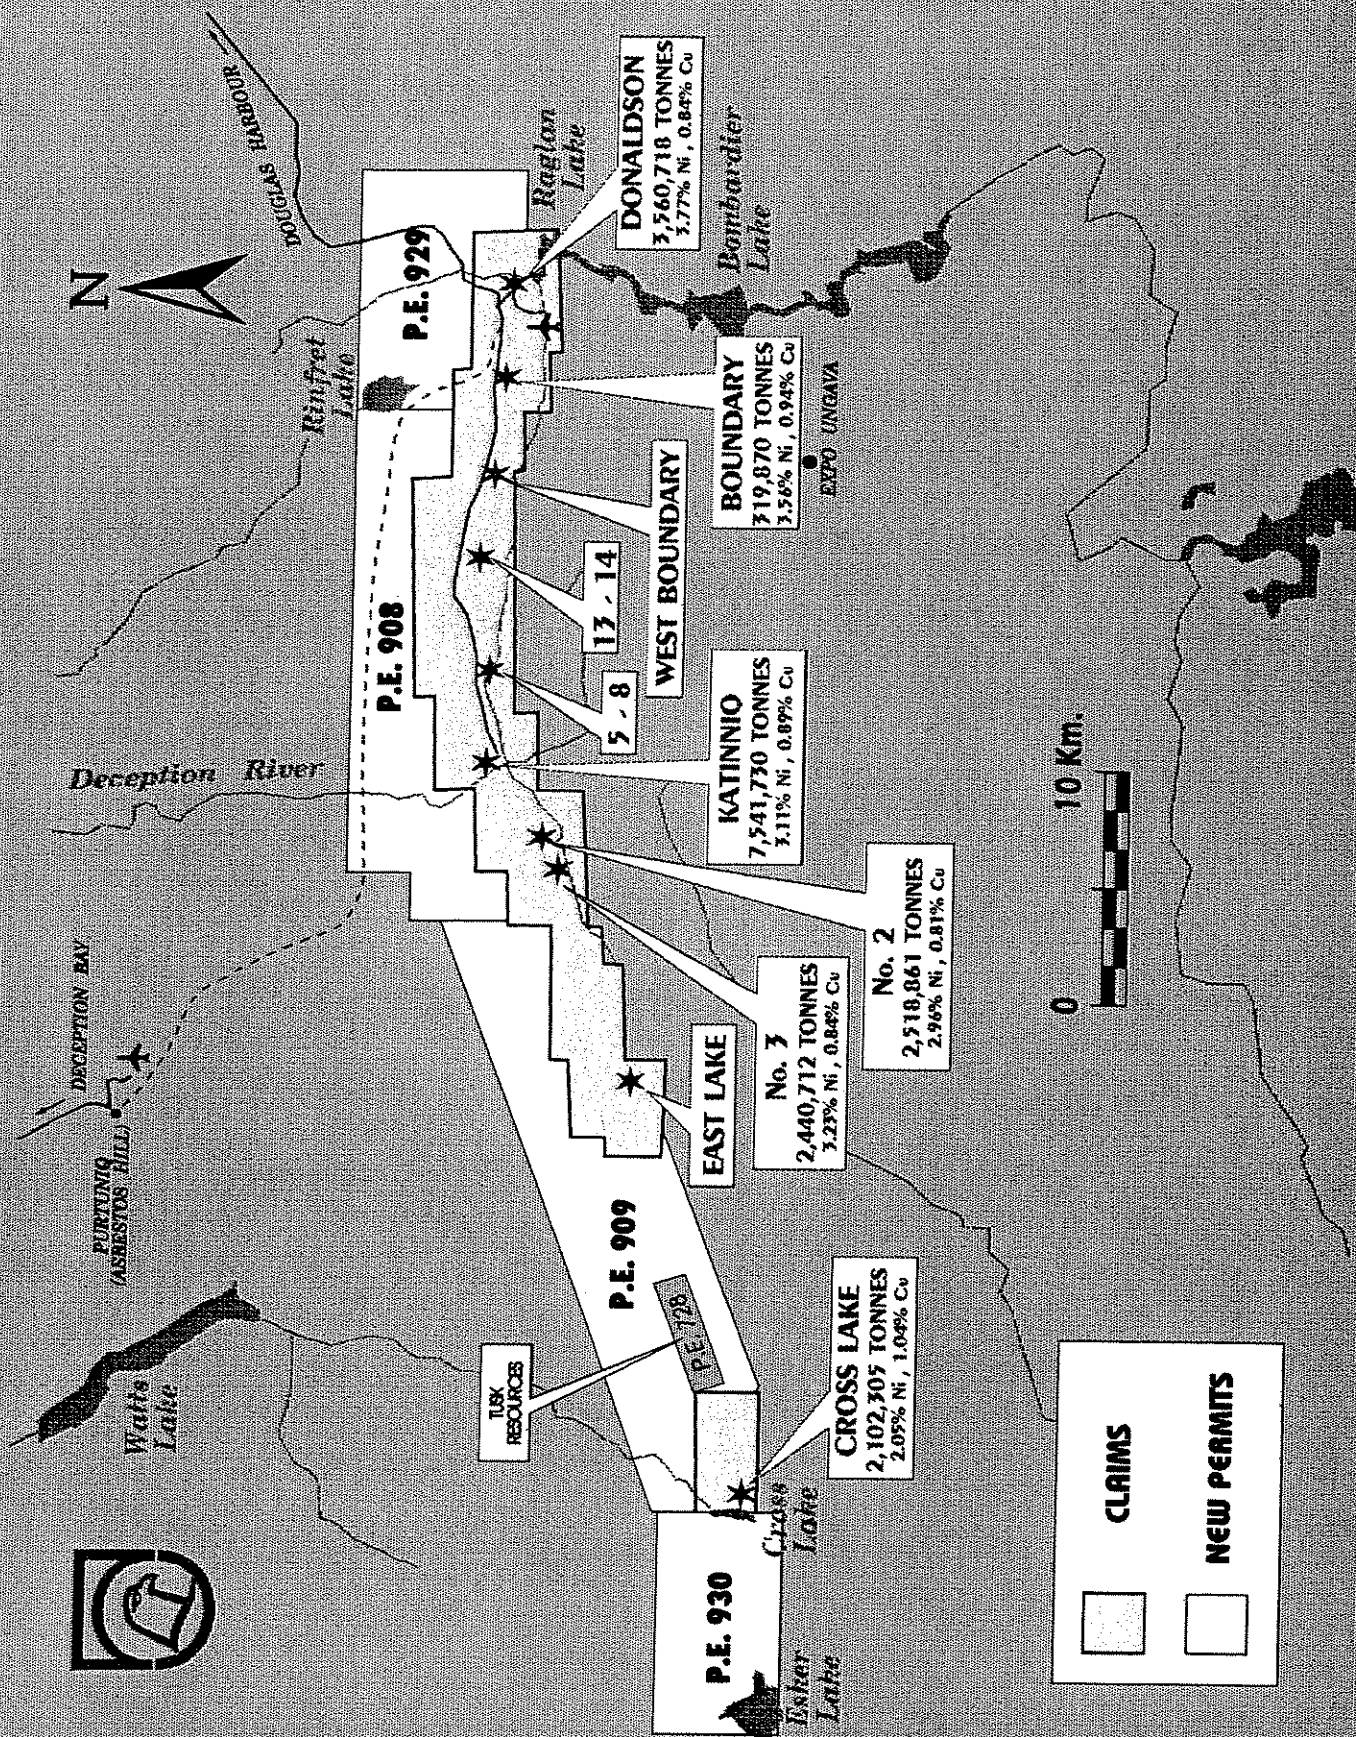 PURTUNIQ
(ASBESTOS HILL)
DECEPTION BAY
Deception River
Rinfret
Lake
N
DOUGLAS HARBOUR
Watts
Lake
P.E. 908
P.E. 929
Raglan
Lake
DONALDSON
3,560,718 TONNES
3.77% Ni , 0.84% Cu
Bombardier
Lake
BOUNDARY
319,870 TONNES
3.56% Ni , 0.94% Cu
EXPO UNGAVA
WEST BOUNDARY
13 - 14
5 - 8
KATINNIO
7,541,730 TONNES
3.11% Ni , 0.89% Cu
No. 2
2,518,861 TONNES
2.96% Ni , 0.81% Cu
No. 3
2,440,712 TONNES
3.23% Ni , 0.84% Cu
EAST LAKE
P.E. 909
TUSK
RESOURCES
P.E. 728
CROSS LAKE
2,102,305 TONNES
2.05% Ni , 1.04% Cu
Cross
Lake
P.E. 930
Esker
Lake
0
10 Km.
CLAIMS
NEW PERMITS